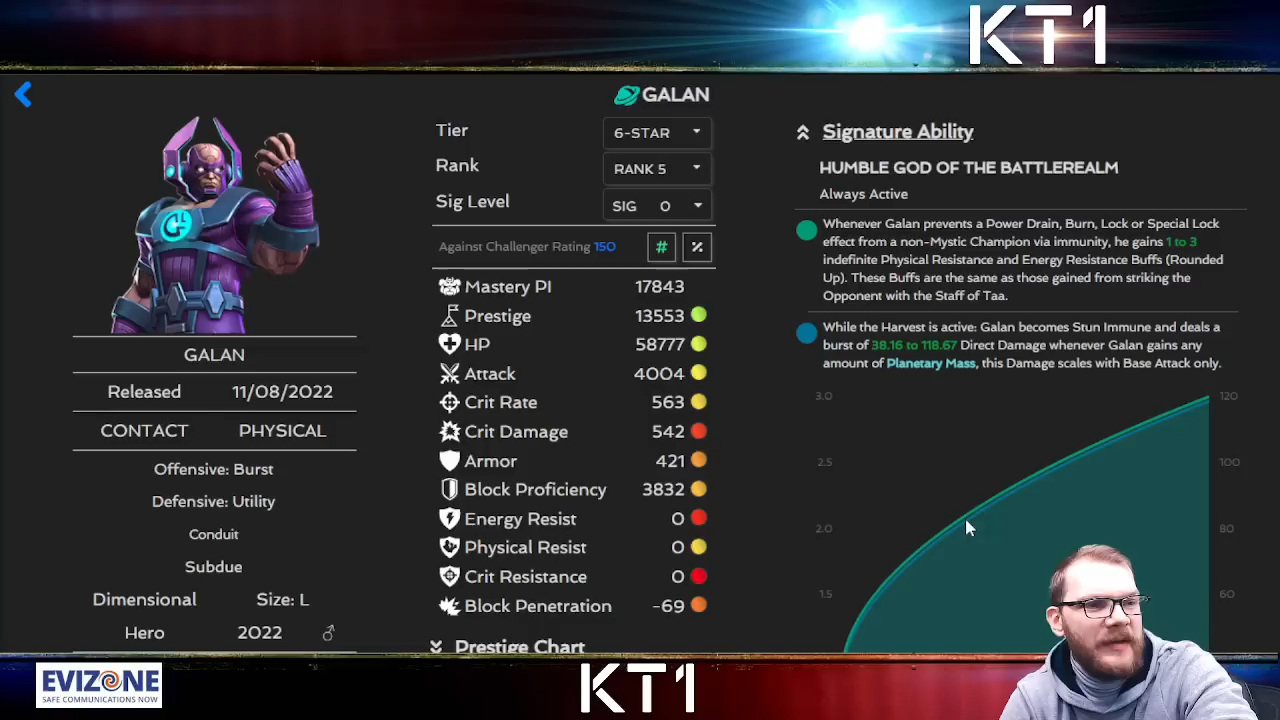 KT1
GALAN
Tier
6-STAR
Rank
RANK 5
Sig Level
SIG 0
Against Challenger Rating 150
#
%
Mastery PI 17843
Prestige 13553
HP 58777
Attack 4004
Crit Rate 563
Crit Damage 542
Armor 421
Block Proficiency 3832
Energy Resist 0
Physical Resist 0
Crit Resistance 0
Block Penetration -69
Prestige Chart
GALAN
Released 11/08/2022
CONTACT PHYSICAL
Offensive: Burst
Defensive: Utility
Conduit
Subdue
Dimensional Size: L
Hero 2022 ♂
Signature Ability
HUMBLE GOD OF THE BATTLEREALM
Always Active
Whenever Galan prevents a Power Drain, Burn, Lock or Special Lock
effect from a non-Mystic Champion via immunity, he gains 1 to 3
indefinite Physical Resistance and Energy Resistance Buffs (Rounded
Up). These Buffs are the same as those gained from striking the
Opponent with the Staff of Taa.
While the Harvest is active: Galan becomes Stun Immune and deals a
burst of 38.16 to 118.67 Direct Damage whenever Galan gains any
amount of Planetary Mass, this Damage scales with Base Attack only.
3.0 120
2.5 100
2.0 80
1.5 60
EVIZONE
SAFE COMMUNICATIONS NOW
KT1